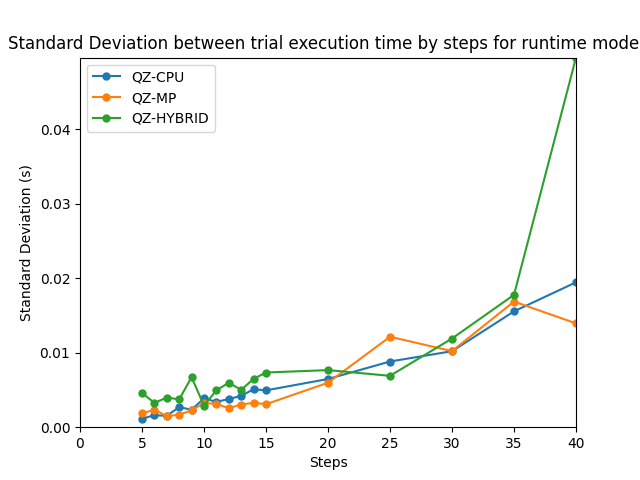 Standard Deviation between trial execution time by steps for runtime mode
QZ-CPU
QZ-MP
QZ-HYBRID
Standard Deviation (s)
0.04
0.03
0.02
0.01
0.00
0 5 10 15 20 25 30 35 40
Steps